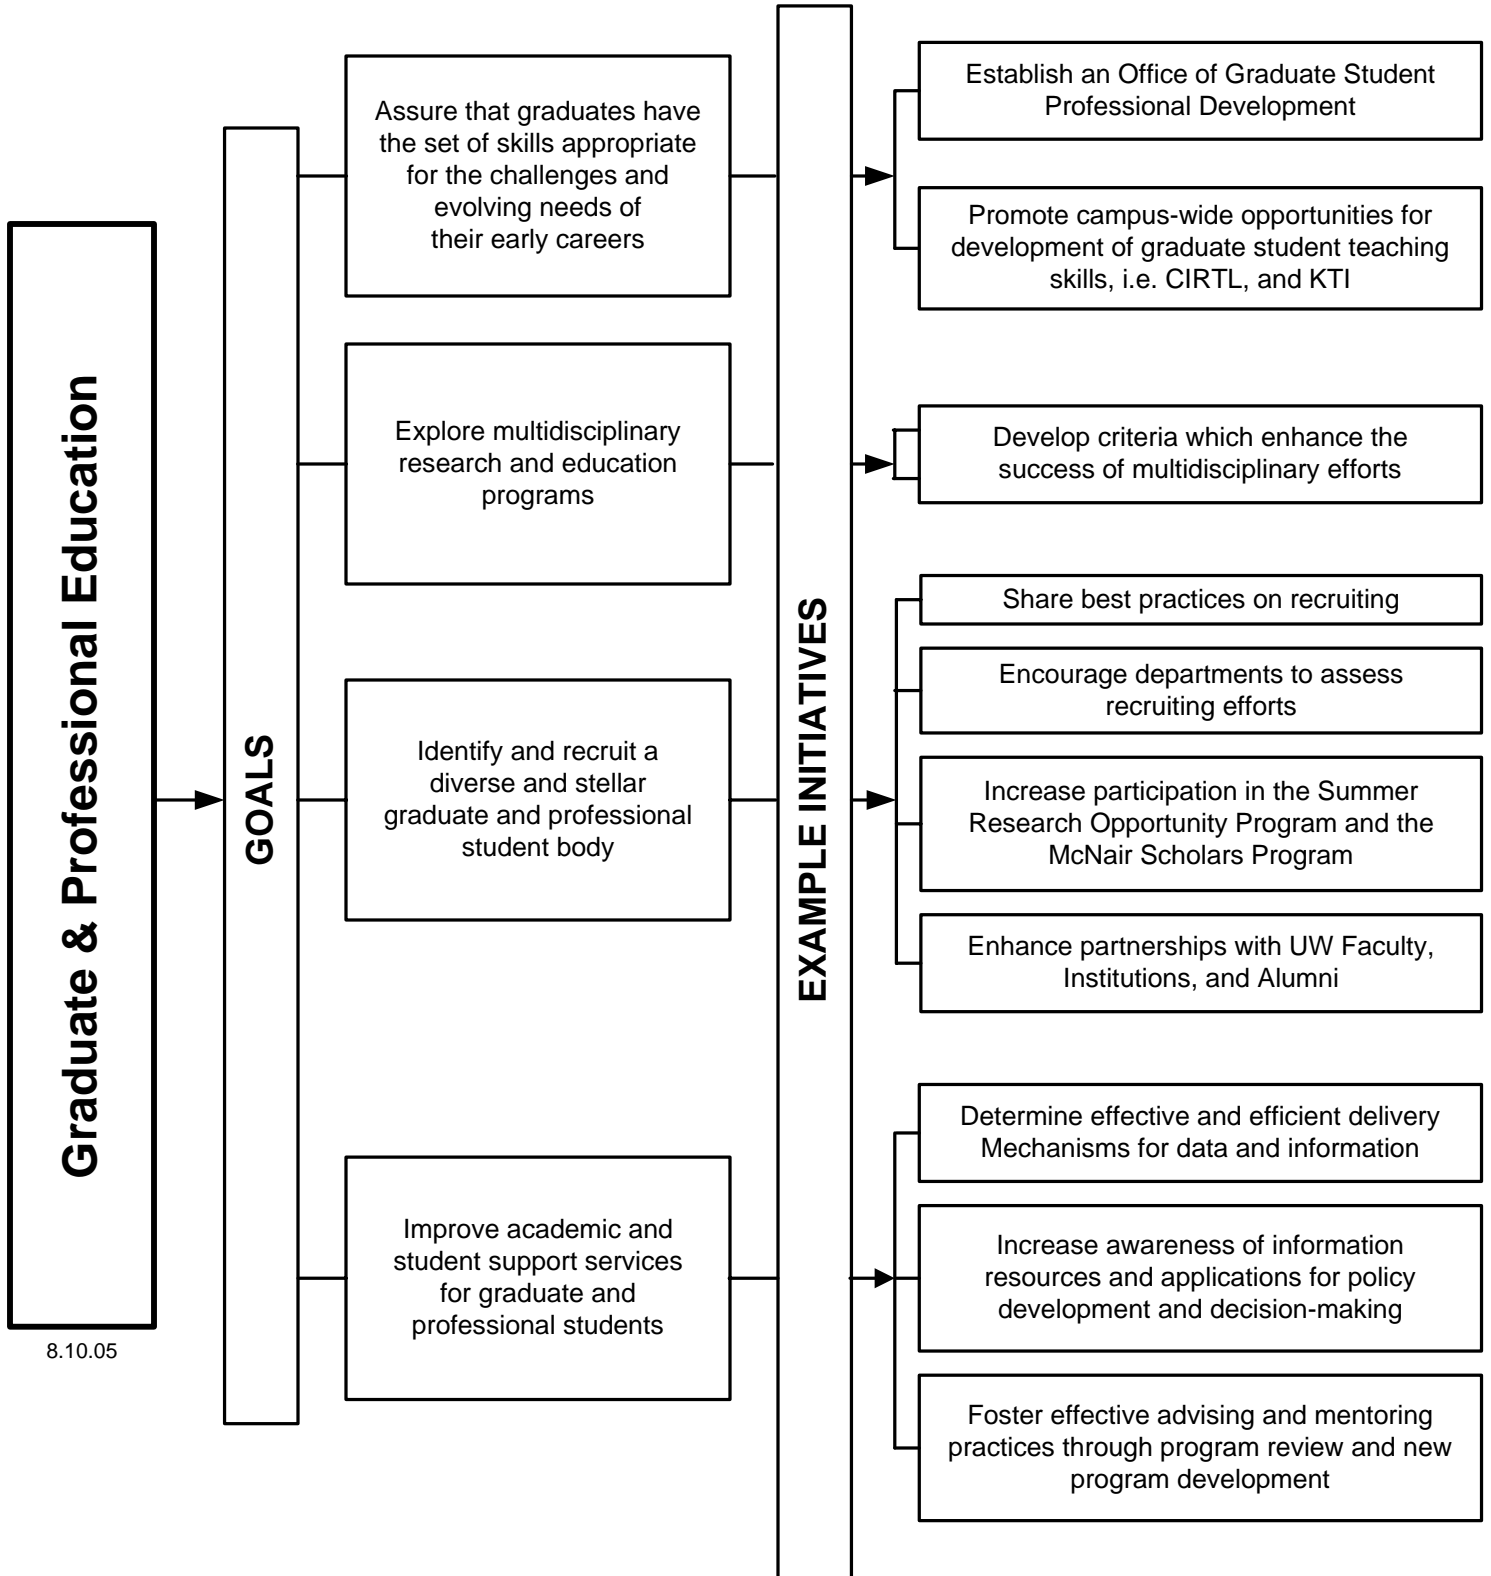 Graduate & Professional Education
8.10.05
GOALS
Assure that graduates have
the set of skills appropriate
for the challenges and
evolving needs of
their early careers
Explore multidisciplinary
research and education
programs
Identify and recruit a
diverse and stellar
graduate and professional
student body
Improve academic and
student support services
for graduate and
professional students
EXAMPLE INITIATIVES
Establish an Office of Graduate Student
Professional Development
Promote campus-wide opportunities for
development of graduate student teaching
skills, i.e. CIRTL, and KTI
Develop criteria which enhance the
success of multidisciplinary efforts
Share best practices on recruiting
Encourage departments to assess
recruiting efforts
Increase participation in the Summer
Research Opportunity Program and the
McNair Scholars Program
Enhance partnerships with UW Faculty,
Institutions, and Alumni
Determine effective and efficient delivery
Mechanisms for data and information
Increase awareness of information
resources and applications for policy
development and decision-making
Foster effective advising and mentoring
practices through program review and new
program development